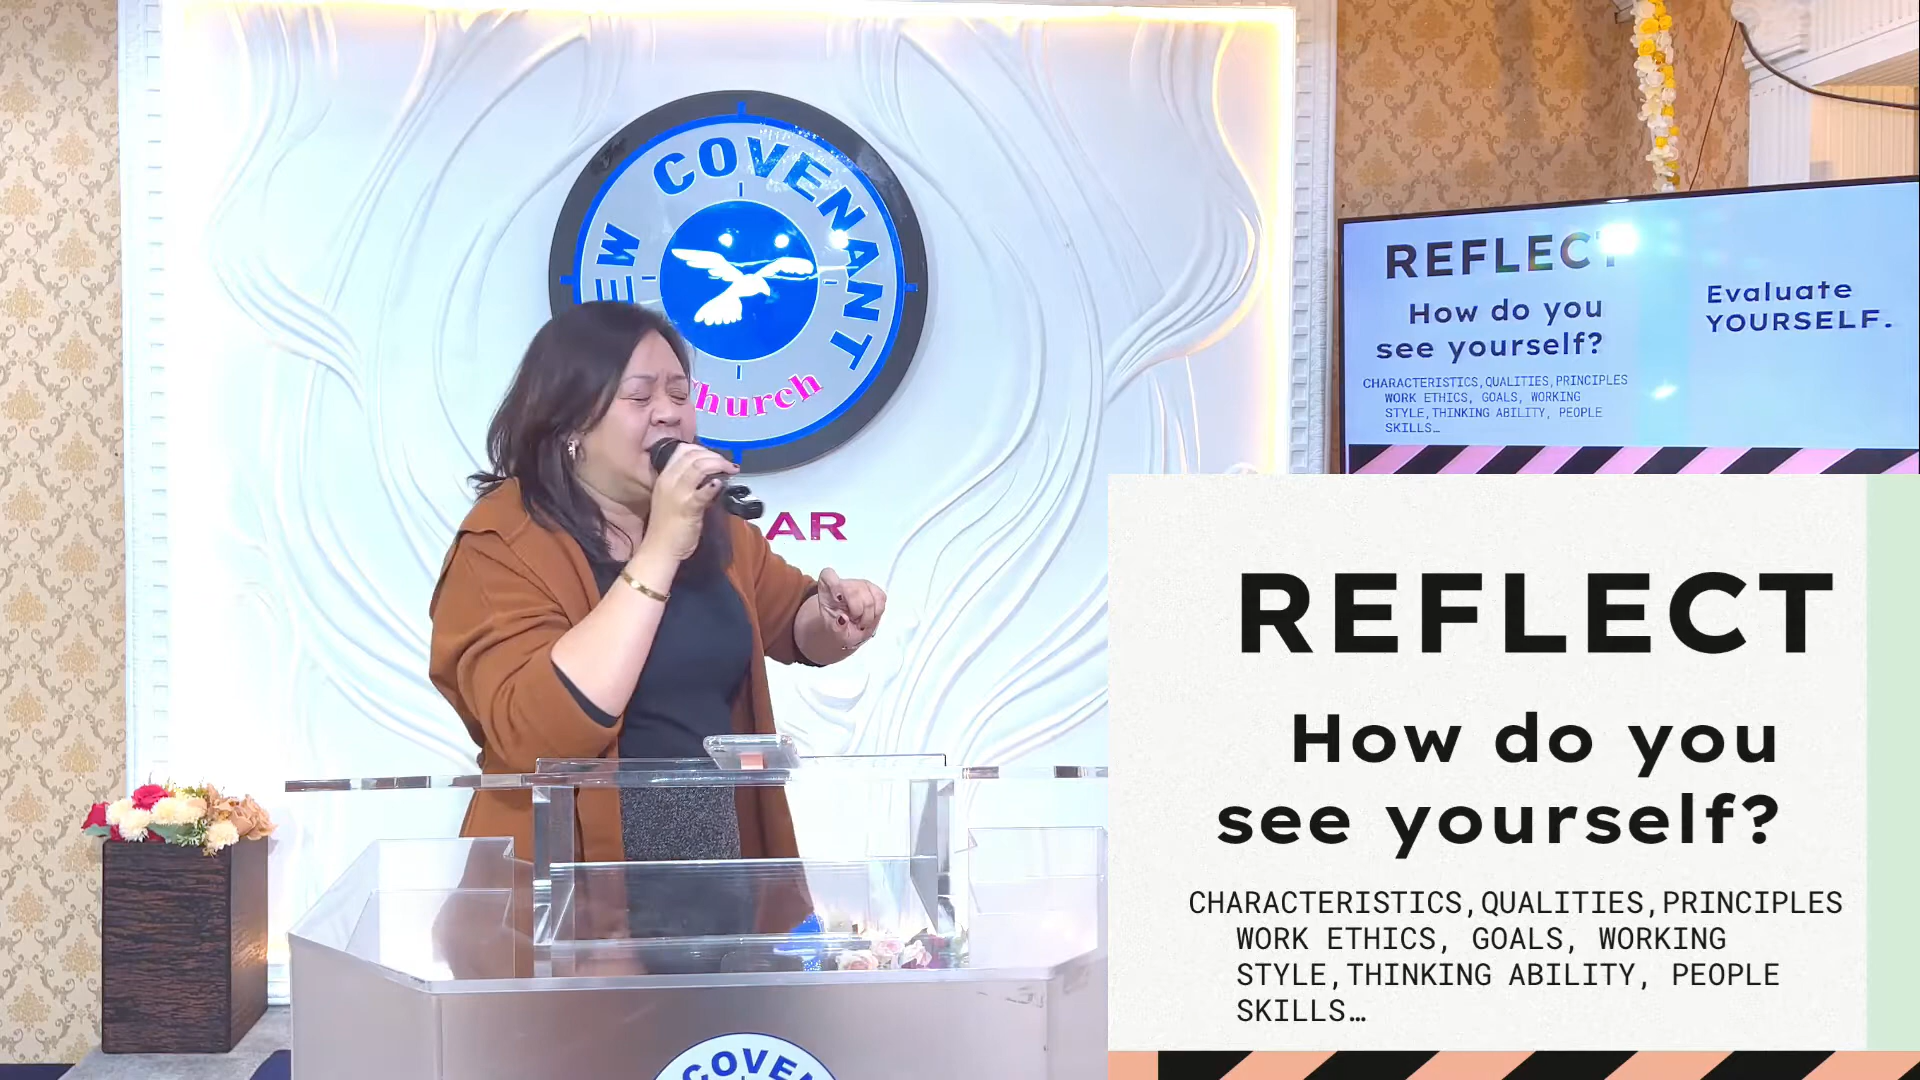 COVENANT
Church
AR
REFLECT
How do you
see yourself?
CHARACTERISTICS,QUALITIES,PRINCIPLES
WORK ETHICS, GOALS, WORKING
STYLE,THINKING ABILITY, PEOPLE
SKILLS…
Evaluate
YOURSELF.
REFLECT
How do you
see yourself?
CHARACTERISTICS,QUALITIES,PRINCIPLES
WORK ETHICS, GOALS, WORKING
STYLE,THINKING ABILITY, PEOPLE
SKILLS…